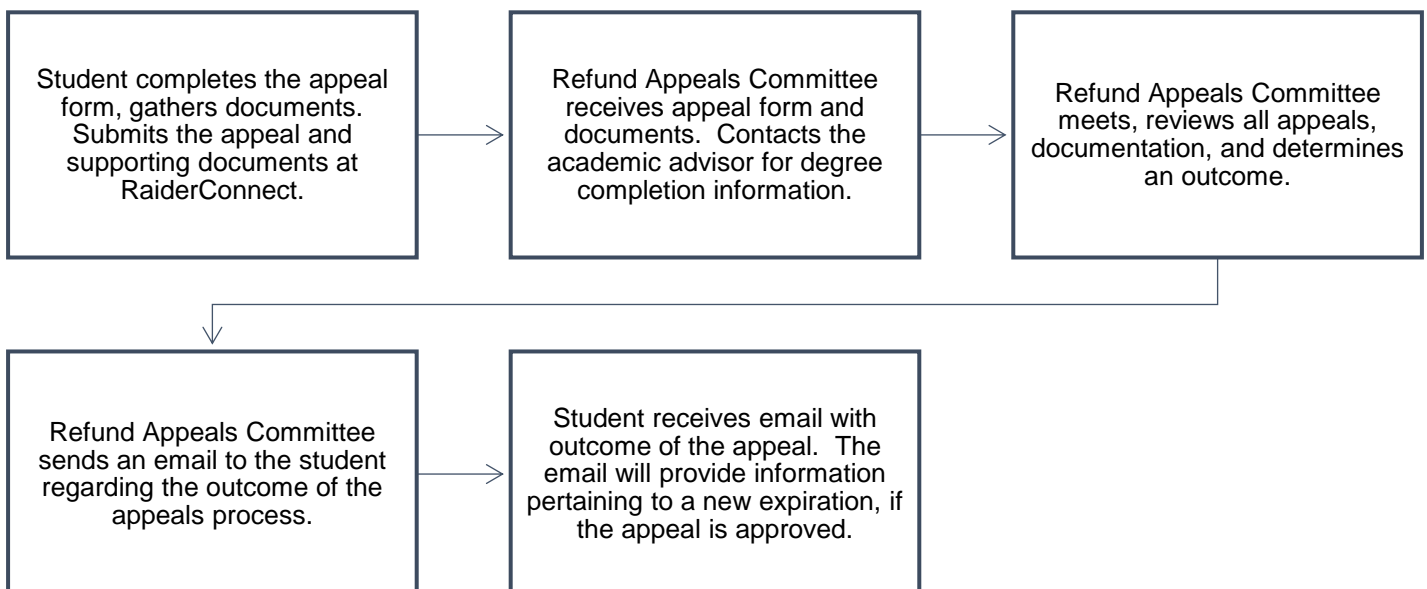 Student completes the appeal
form, gathers documents.
Submits the appeal and
supporting documents at
RaiderConnect.
Refund Appeals Committee
receives appeal form and
documents.  Contacts the
academic advisor for degree
completion information.
Refund Appeals Committee
meets, reviews all appeals,
documentation, and determines
an outcome.
Refund Appeals Committee
sends an email to the student
regarding the outcome of the
appeals process.
Student receives email with
outcome of the appeal.  The
email will provide information
pertaining to a new expiration, if
the appeal is approved.